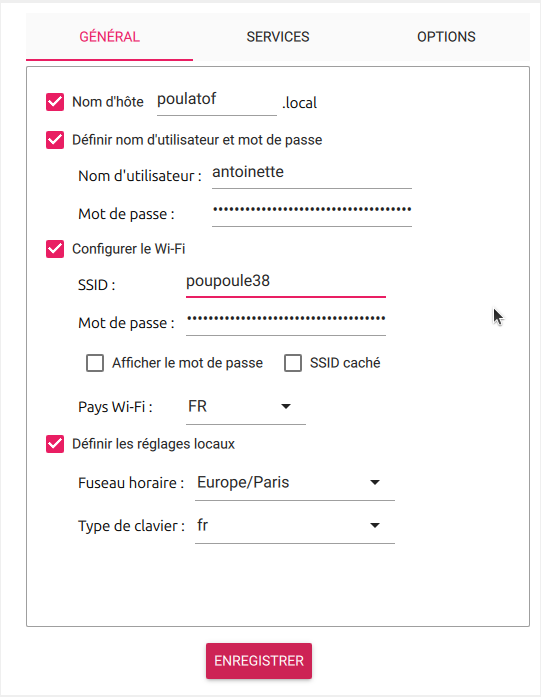 GÉNÉRAL SERVICES OPTIONS
Nom d'hôte poulatof .local
Définir nom d'utilisateur et mot de passe
Nom d'utilisateur : antoinette
Mot de passe : •••••••••••••••••••••••••••••••••••••
Configurer le Wi-Fi
SSID : poupoule38
Mot de passe : •••••••••••••••••••••••••••••••••••••
Afficher le mot de passe SSID caché
Pays Wi-Fi : FR
Définir les réglages locaux
Fuseau horaire : Europe/Paris
Type de clavier : fr
ENREGISTRER